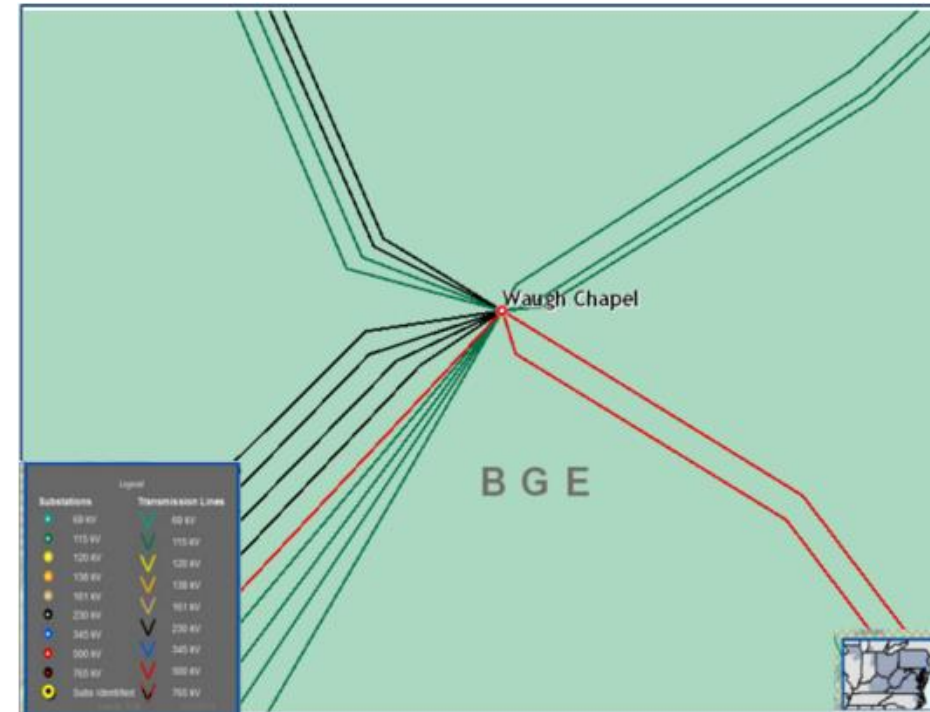 Waugh Chapel
B G E
Legend
Substations Transmission Lines
69 kV 69 kV
115 kV 115 kV
120 kV 120 kV
138 kV 138 kV
161 kV 161 kV
230 kV 230 kV
345 kV 345 kV
500 kV 500 kV
765 kV 765 kV
Subs Identified